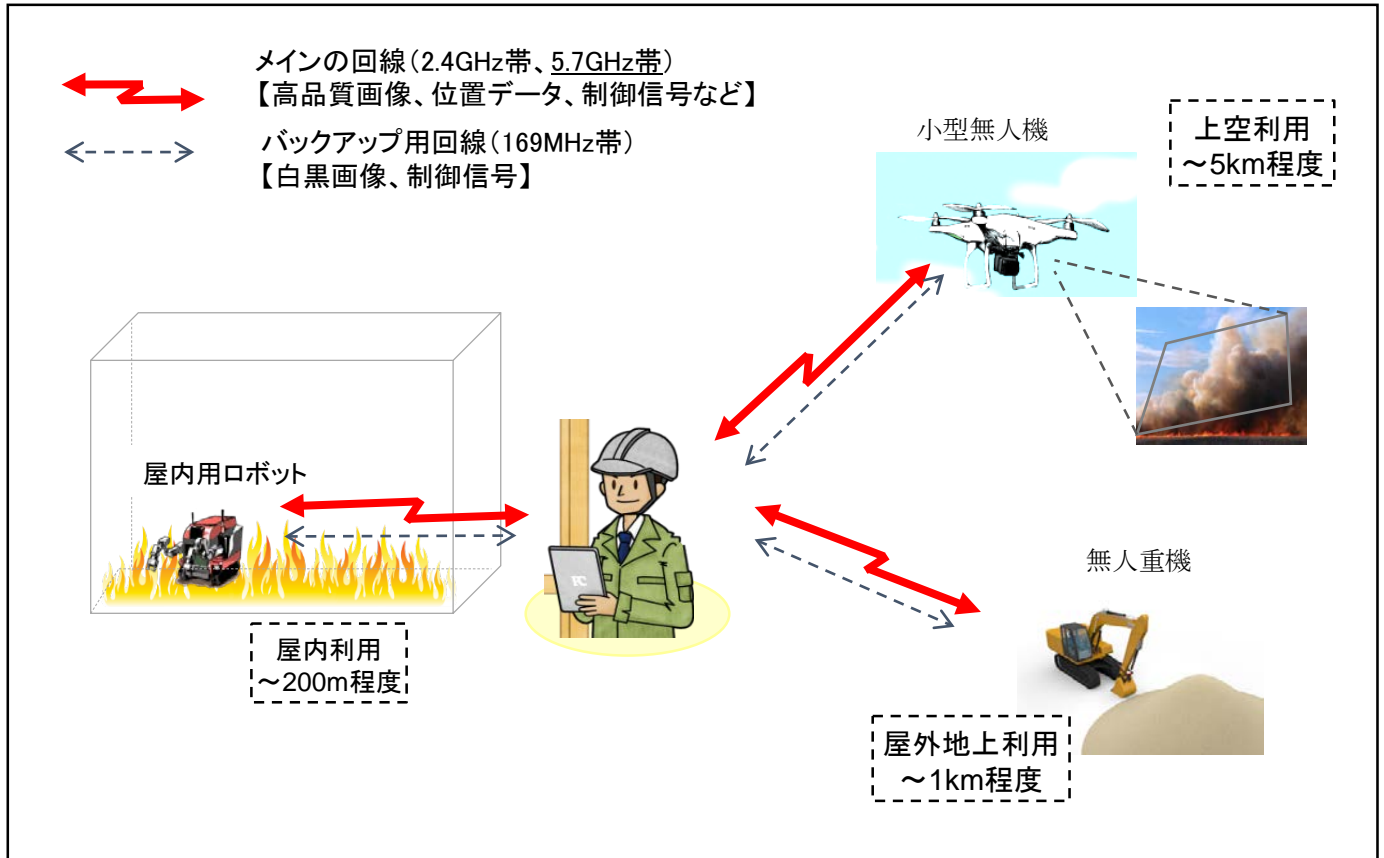 メインの回線（2.4GHz帯、5.7GHz帯）
【高品質画像、位置データ、制御信号など】
バックアップ用回線（169MHz帯）
【白黒画像、制御信号】
小型無人機
上空利用
～5km程度
屋内用ロボット
PC
無人重機
屋内利用
～200m程度
屋外地上利用
～1km程度